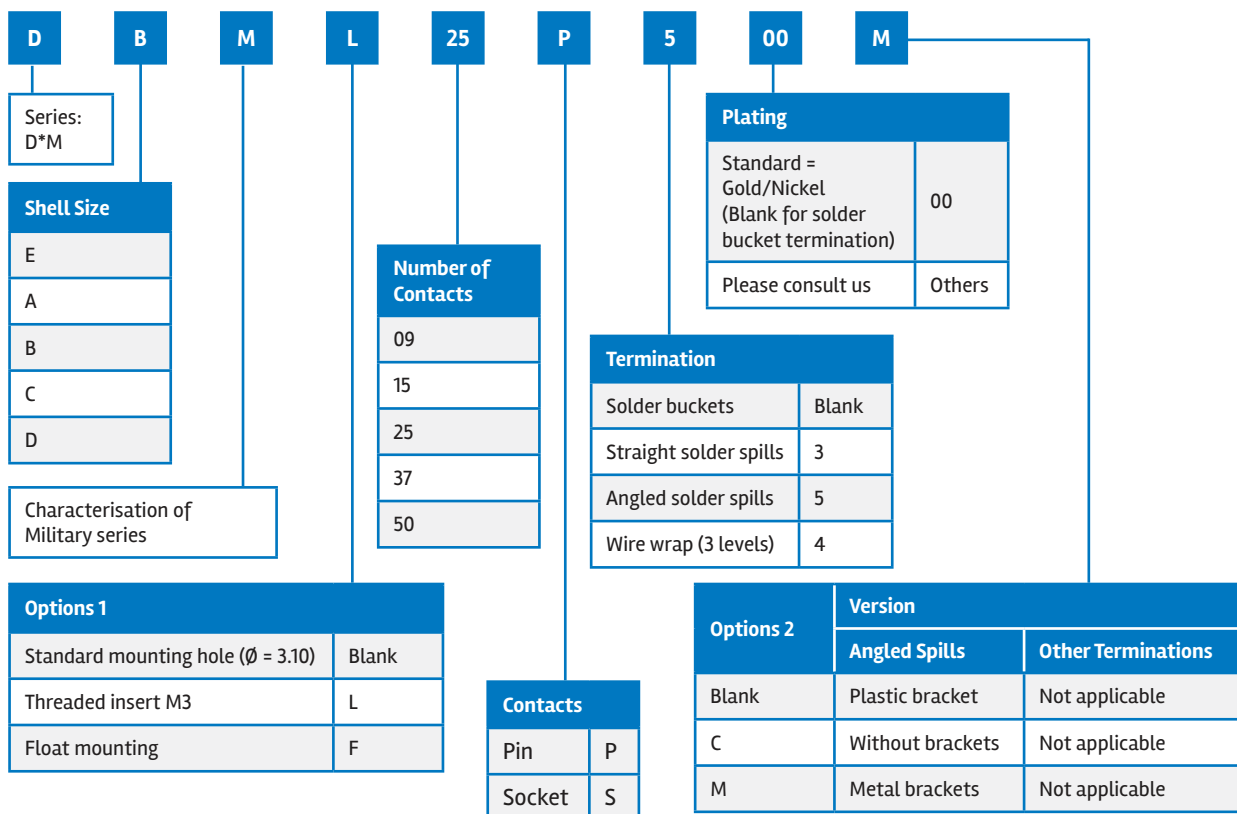 D B M L 25 P 5 00 M
Series:
D*M
Shell Size
E
A
B
C
D
Characterisation of
Military series
Options 1
Standard mounting hole (Ø = 3.10) Blank
Threaded insert M3 L
Float mounting F
Number of
Contacts
09
15
25
37
50
Contacts
Pin P
Socket S
Plating
Standard =
Gold/Nickel
(Blank for solder
bucket termination) 00
Please consult us Others
Termination
Solder buckets Blank
Straight solder spills 3
Angled solder spills 5
Wire wrap (3 levels) 4
Options 2 Version
Angled Spills Other Terminations
Blank Plastic bracket Not applicable
C Without brackets Not applicable
M Metal brackets Not applicable